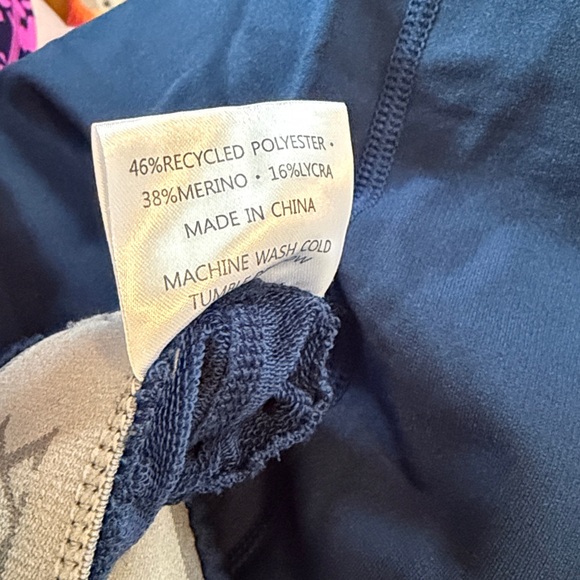 46%RECYCLED POLYESTER •
38%MERINO • 16%LYCRA
MADE IN CHINA
MACHINE WASH COLD